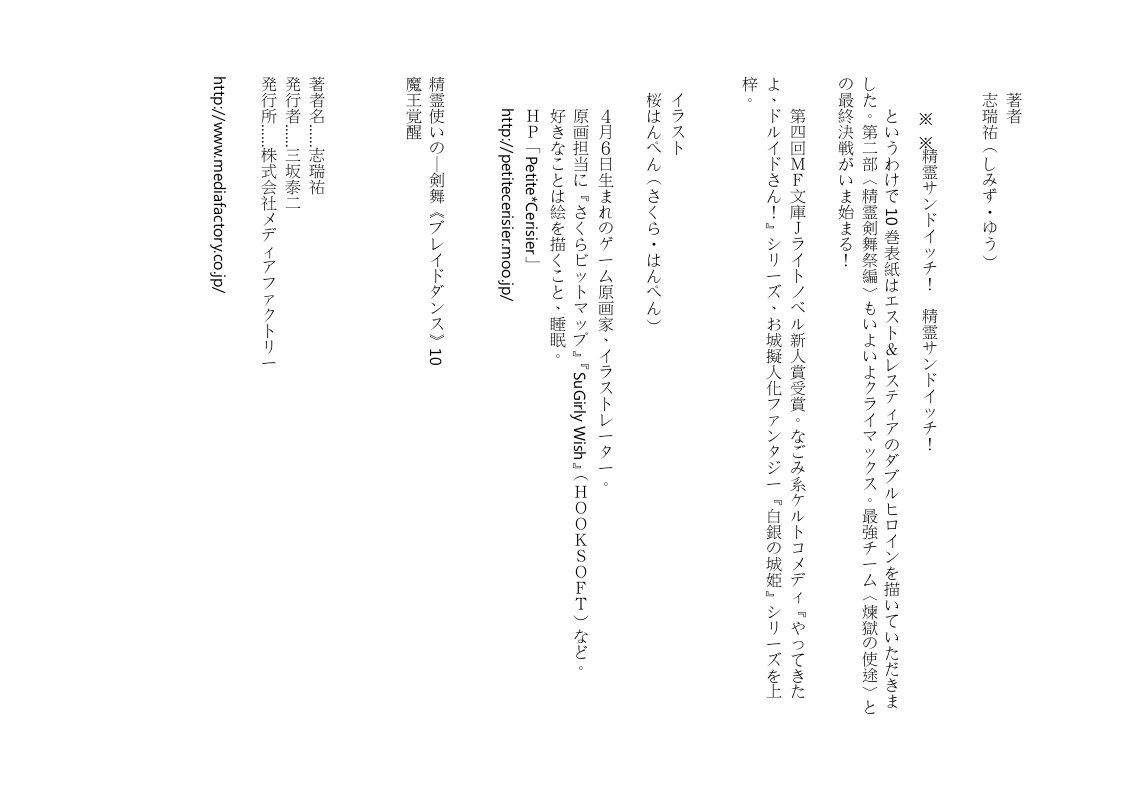 著者
志瑞祐（しみず・ゆう）
※　※精霊サンドイッチ！　精霊サンドイッチ！
というわけで 10 巻表紙はエスト＆レスティアのダブルヒロインを描いていただきま
した。第二部〈精霊剣舞祭編〉もいよいよクライマックス。最強チーム〈煉獄の使途〉と
の最終決戦がいま始まる！
第四回ＭＦ文庫Ｊライトノベル新人賞受賞。なごみ系ケルトコメディ『やってきた
よ、ドルイドさん！』シリーズ、お城擬人化ファンタジー『白銀の城姫』シリーズを上
梓。
イラスト
桜はんぺん（さくら・はんぺん）
４月６日生まれのゲーム原画家、イラストレーター。
原画担当に『さくらビットマップ』『SuGirly Wish』（ＨＯＯＫＳＯＦＴ）など。
好きなことは絵を描くこと、睡眠。
ＨＰ「Petite*Cerisier」
http://petitecerisier.moo.jp/
精霊使いの―剣舞《ブレイドダンス》10
魔王覚醒
著者名……志瑞祐
発行者……三坂泰二
発行所……株式会社メディアファクトリー
http://www.mediafactory.co.jp/